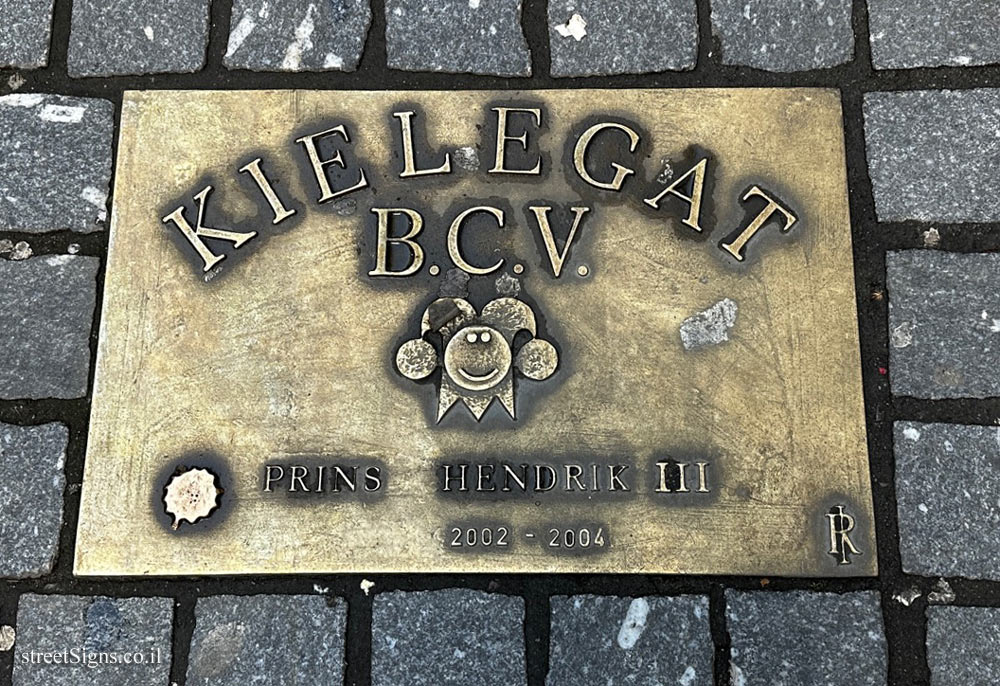 KIELEGAT
B.C.V.
PRINS HENDRIK III
2002 - 2004
R
streetSigns.co.il